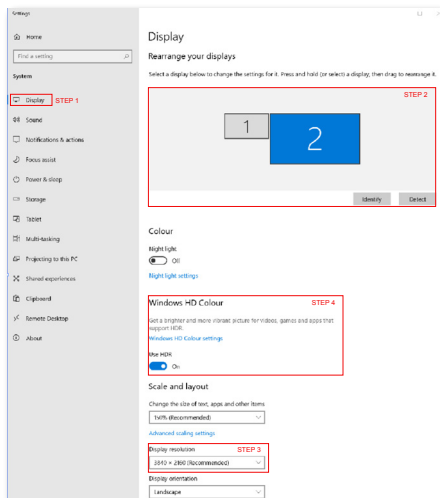 Settings
Home
Display
Find a setting
Rearrange your displays
System
Select a display below to change the settings for it. Press and hold (or select) a display, then drag to rearrange it.
Display
STEP 1
STEP 2
Sound
1
2
Notifications & actions
Focus assist
Power & sleep
Storage
Identify
Detect
Tablet
Multi-tasking
Projecting to this PC
Shared experiences
Clipboard
Remote Desktop
About
Colour
Night light
Off
Night light settings
Windows HD Colour
STEP 4
Get a brighter and more vibrant picture for videos, games and apps that
support HDR.
Windows HD Colour settings
Use HDR
On
Scale and layout
Change the size of text, apps and other items
(Recommended)
Advanced scaling settings
Display resolution
STEP 3
3840 × 2160 (Recommended)
Display orientation
Landscape